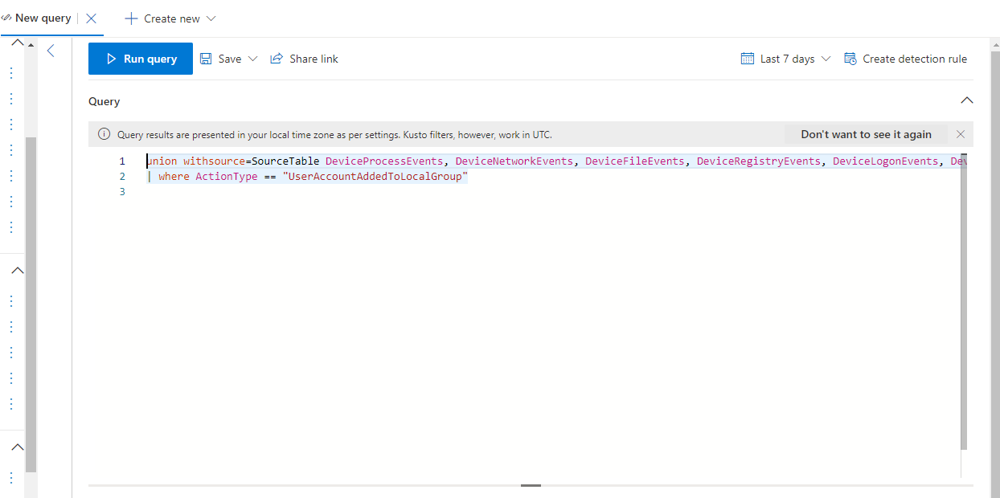 New query
Create new
Run query
Save
Share link
Last 7 days
Create detection rule
Query
Query results are presented in your local time zone as per settings. Kusto filters, however, work in UTC.
Don't want to see it again
1 union withsource=SourceTable DeviceProcessEvents, DeviceNetworkEvents, DeviceFileEvents, DeviceRegistryEvents, DeviceLogonEvents, Dev
2 | where ActionType == "UserAccountAddedToLocalGroup"
3